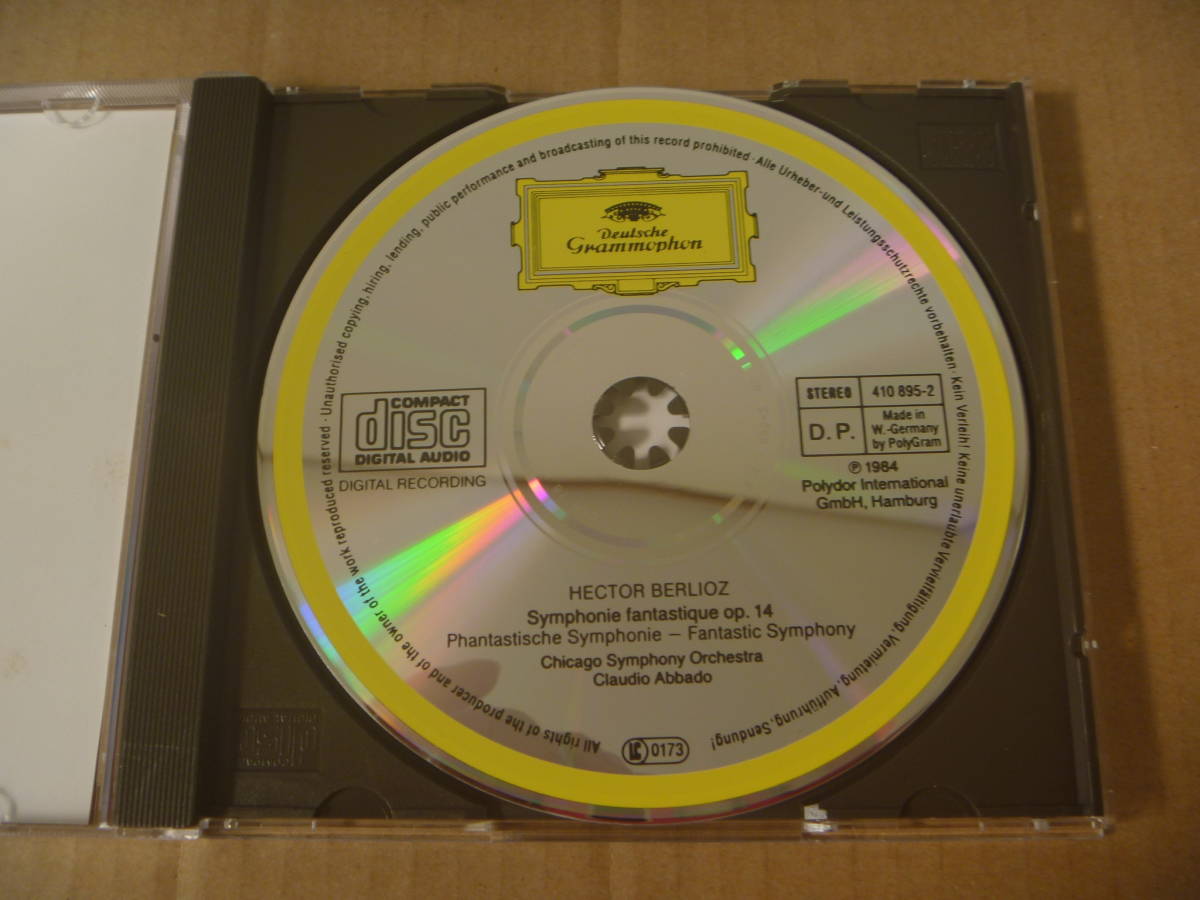 All rights of the producer and of the owner of the work reproduced reserved · Unauthorised copying, hiring, lending, public performance and broadcasting of this record prohibited · Alle Urheber-und Leistungsschutzrechte vorbehalten · Kein Verleih! Keine unerlaubte Vervielfältigung, Vermietung, Aufführung, Sendung!
Deutsche
Grammophon
COMPACT
disc
DIGITAL AUDIO
DIGITAL RECORDING
STEREO 410 895-2
D.P. Made in
W.-Germany
by PolyGram
℗ 1984
Polydor International
GmbH, Hamburg
HECTOR BERLIOZ
Symphonie fantastique op. 14
Phantastische Symphonie – Fantastic Symphony
Chicago Symphony Orchestra
Claudio Abbado
LC 0173